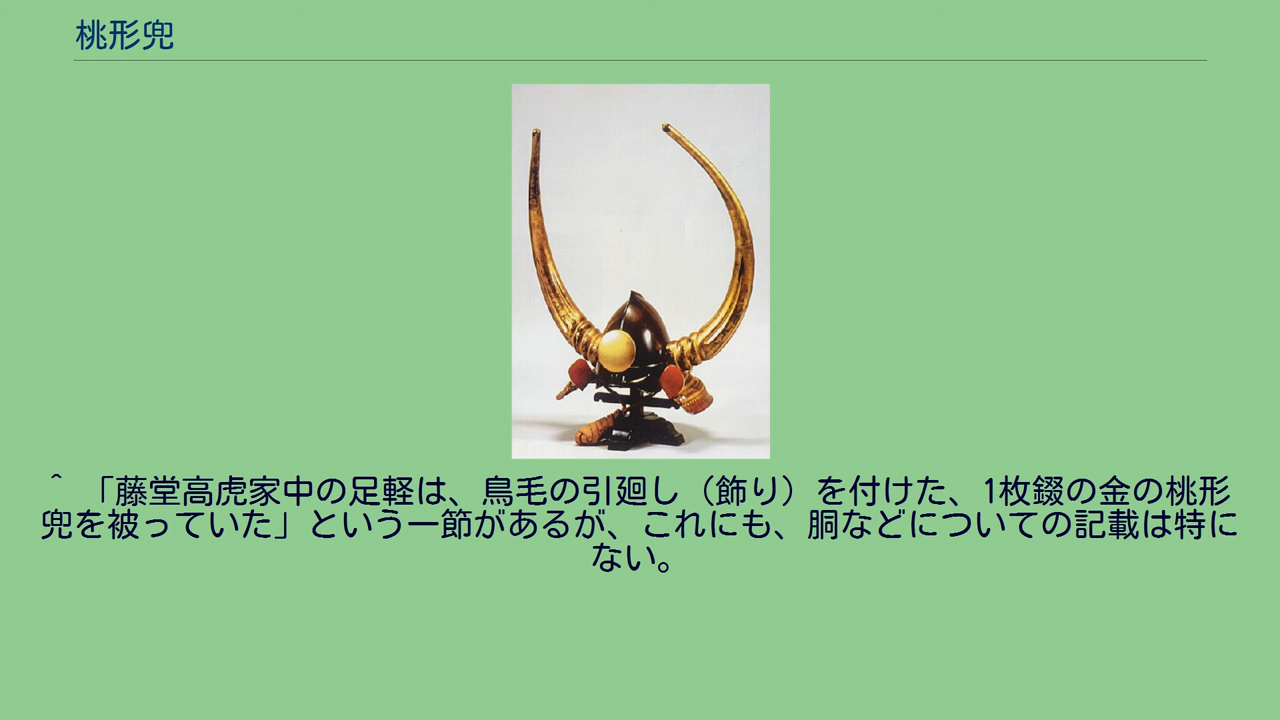 桃形兜
^ 「藤堂高虎家中の足軽は、鳥毛の引廻し（飾り）を付けた、1枚錣の金の桃形
兜を被っていた」という一節があるが、これにも、胴などについての記載は特に
ない。